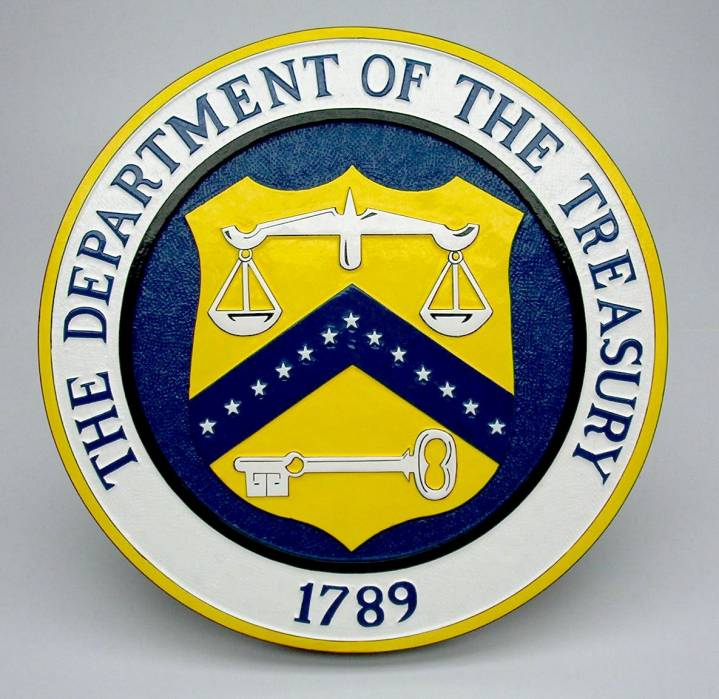 THE DEPARTMENT OF THE TREASURY
1789